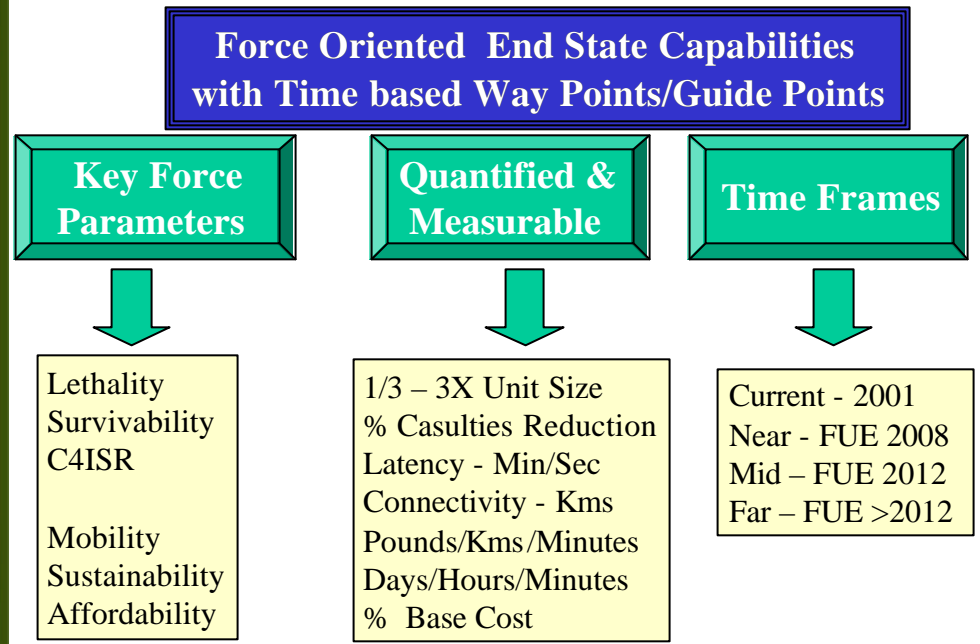 Force Oriented End State Capabilities
with Time based Way Points/Guide Points
Key Force
Parameters
Quantified &
Measurable
Time Frames
Lethality
Survivability
C4ISR
Mobility
Sustainability
Affordability
1/3 – 3X Unit Size
% Casulties Reduction
Latency - Min/Sec
Connectivity - Kms
Pounds/Kms/Minutes
Days/Hours/Minutes
% Base Cost
Current - 2001
Near - FUE 2008
Mid – FUE 2012
Far – FUE >2012